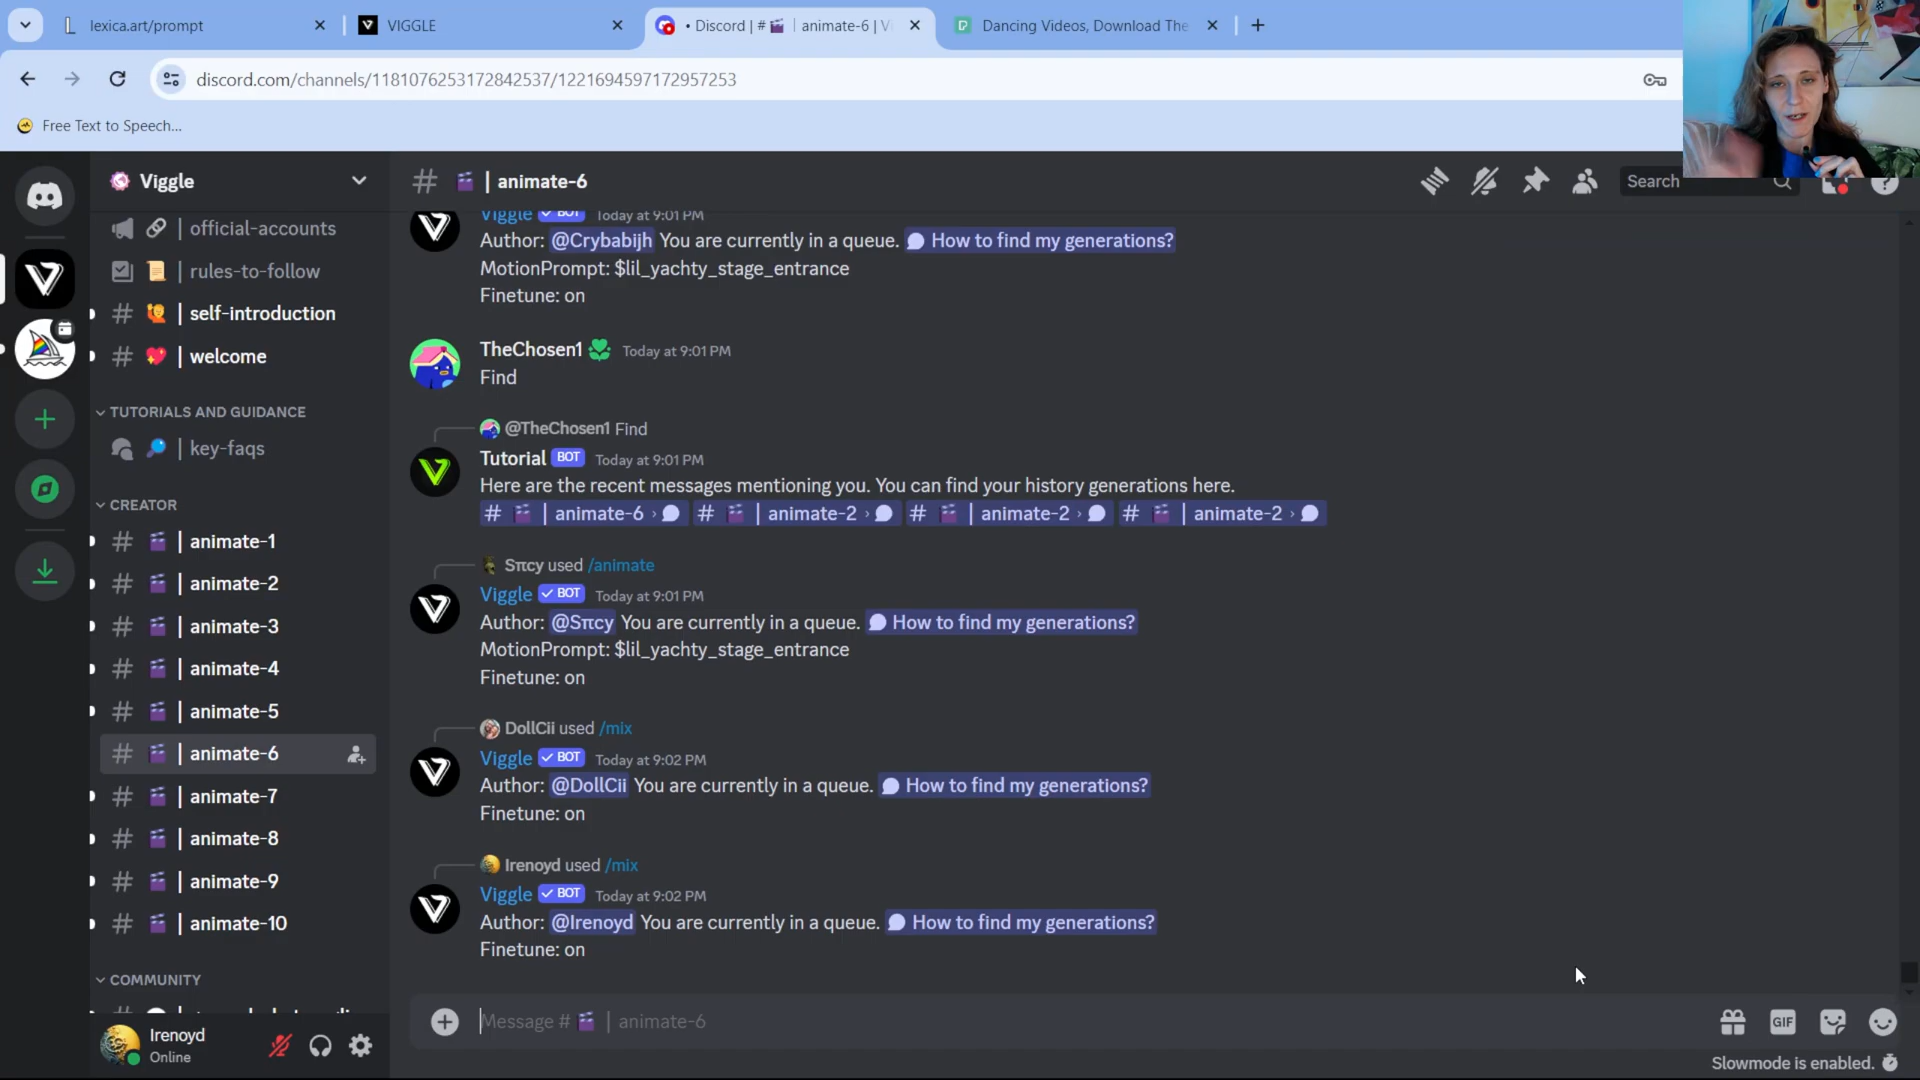 lexica.art/prompt
VIGGLE
• Discord | # | animate-6 | Vi
Dancing Videos, Download The
discord.com/channels/1181076253172842537/1221694597172957253
Free Text to Speech...
Viggle
| official-accounts
| rules-to-follow
# | self-introduction
# | welcome
TUTORIALS AND GUIDANCE
| key-faqs
CREATOR
# | animate-1
# | animate-2
# | animate-3
# | animate-4
# | animate-5
# | animate-6
# | animate-7
# | animate-8
# | animate-9
# | animate-10
COMMUNITY
Irenoyd
Online
# | animate-6
Search
Viggle BOT Today at 9:01 PM
Author: @Crybabijh You are currently in a queue. How to find my generations?
MotionPrompt: $lil_yachty_stage_entrance
Finetune: on
TheChosen1 Today at 9:01 PM
Find
@TheChosen1 Find
Tutorial BOT Today at 9:01 PM
Here are the recent messages mentioning you. You can find your history generations here.
# | animate-6 › # | animate-2 › # | animate-2 › # | animate-2 ›
Sπcy used /animate
Viggle BOT Today at 9:01 PM
Author: @Sπcy You are currently in a queue. How to find my generations?
MotionPrompt: $lil_yachty_stage_entrance
Finetune: on
DollCii used /mix
Viggle BOT Today at 9:02 PM
Author: @DollCii You are currently in a queue. How to find my generations?
Finetune: on
Irenoyd used /mix
Viggle BOT Today at 9:02 PM
Author: @Irenoyd You are currently in a queue. How to find my generations?
Finetune: on
Message # | animate-6
GIF
Slowmode is enabled.